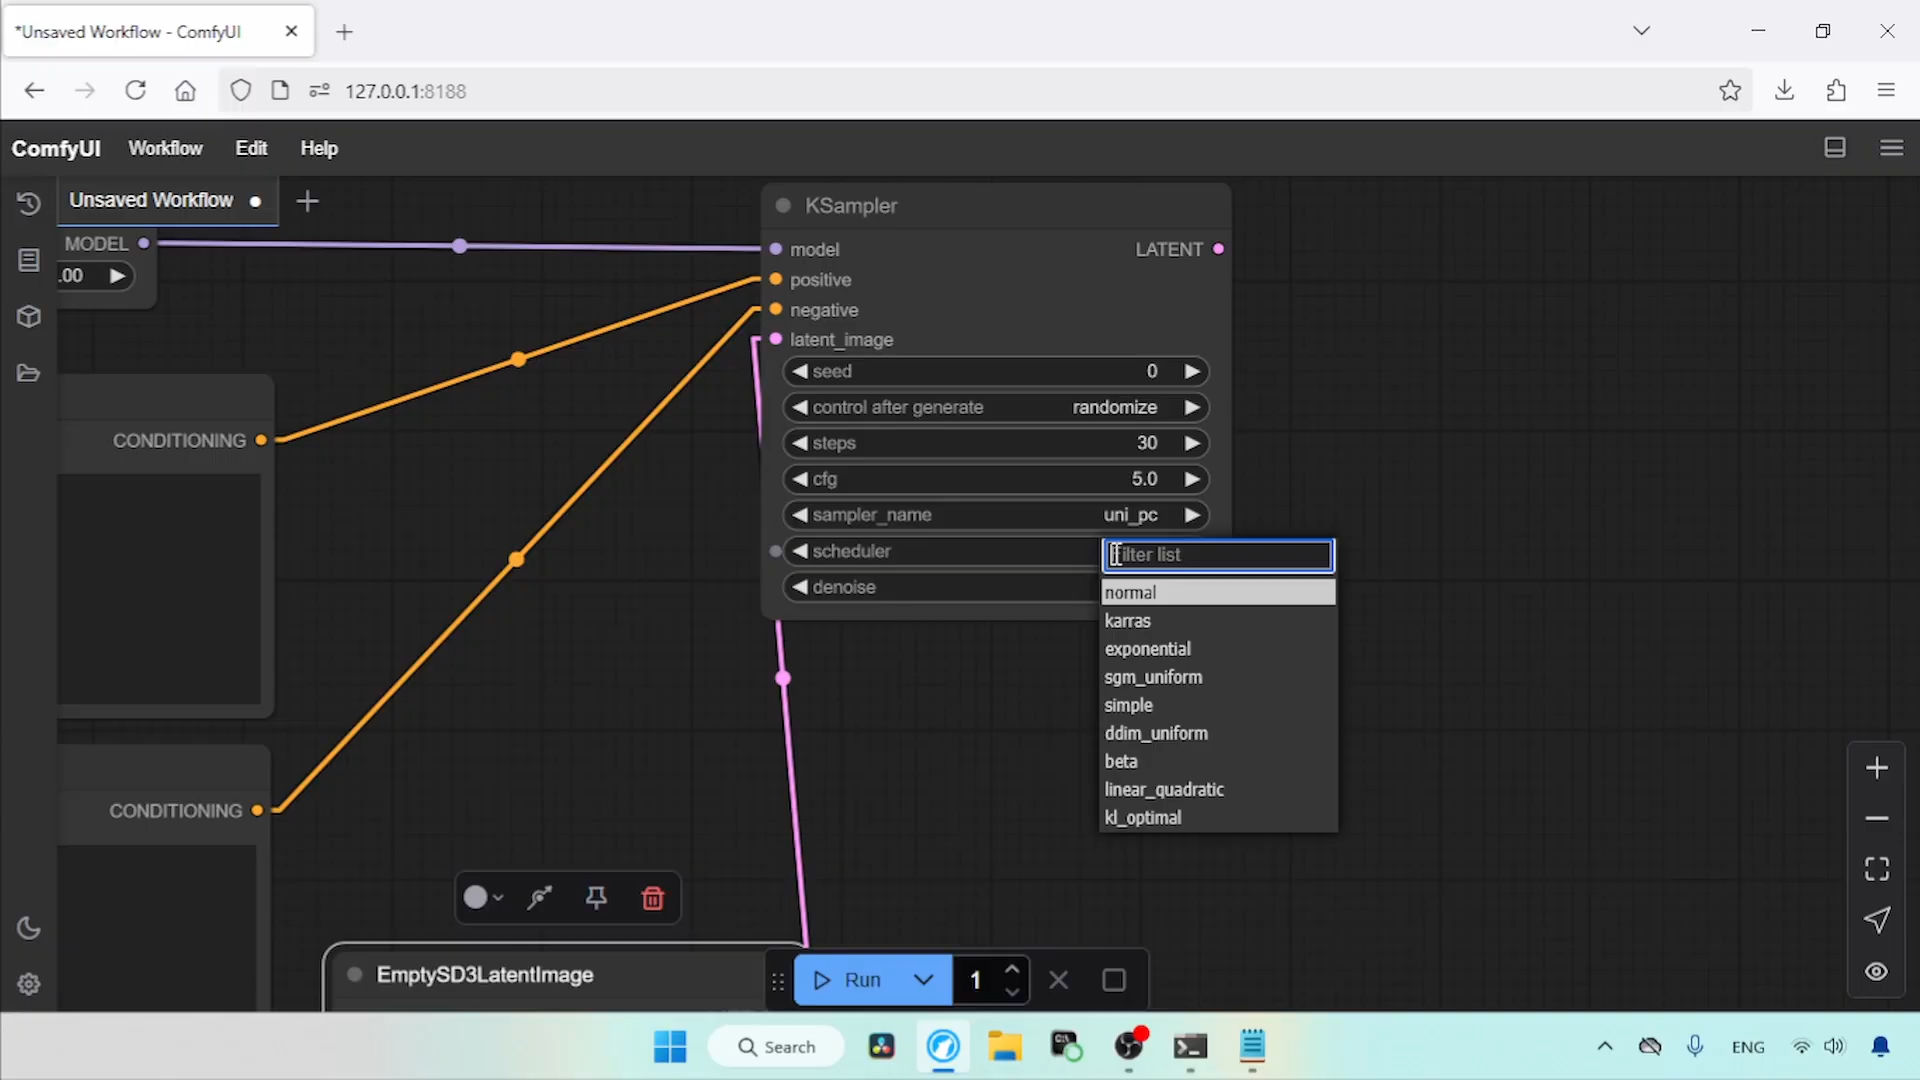 *Unsaved Workflow - ComfyUI
127.0.0.1:8188
ComfyUI Workflow Edit Help
Unsaved Workflow
MODEL
.00
KSampler
model LATENT
positive
negative
latent_image
seed 0
control after generate randomize
steps 30
cfg 5.0
sampler_name uni_pc
scheduler
denoise
filter list
normal
karras
exponential
sgm_uniform
simple
ddim_uniform
beta
linear_quadratic
kl_optimal
CONDITIONING
CONDITIONING
EmptySD3LatentImage
Run 1
Search
ENG